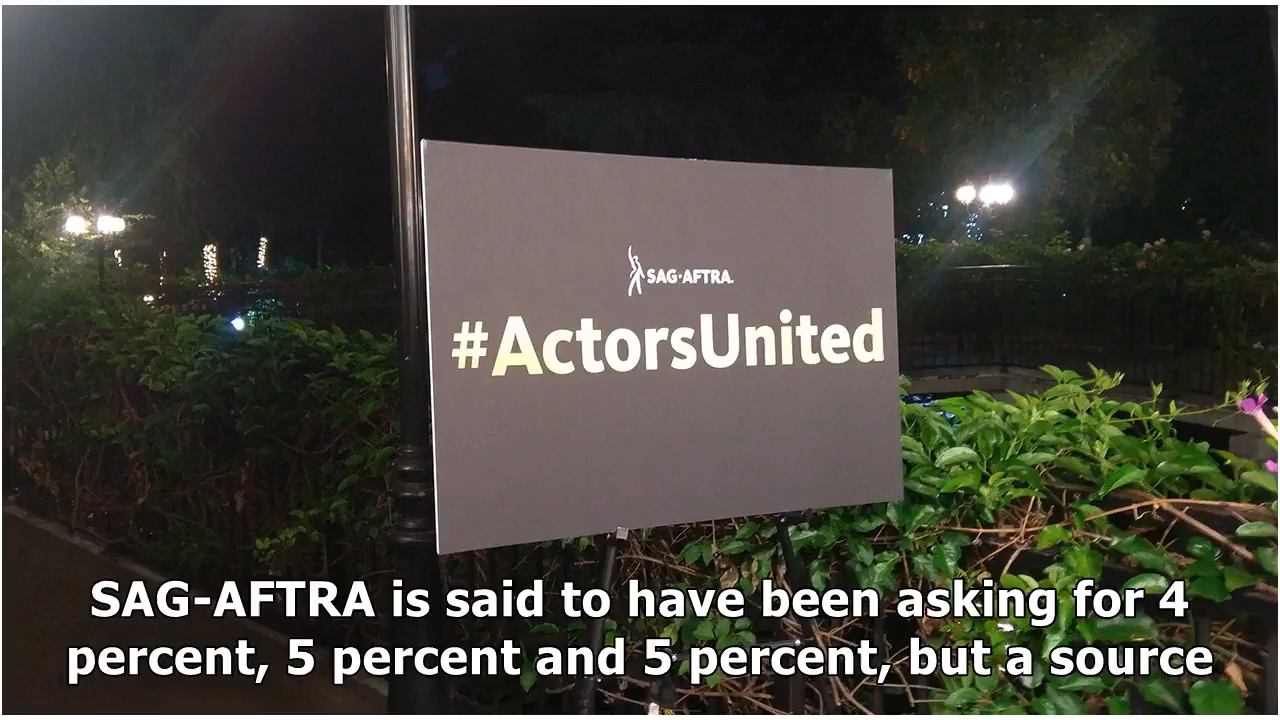 SAG·AFTRA.
#ActorsUnited
SAG-AFTRA is said to have been asking for 4
percent, 5 percent and 5 percent, but a source